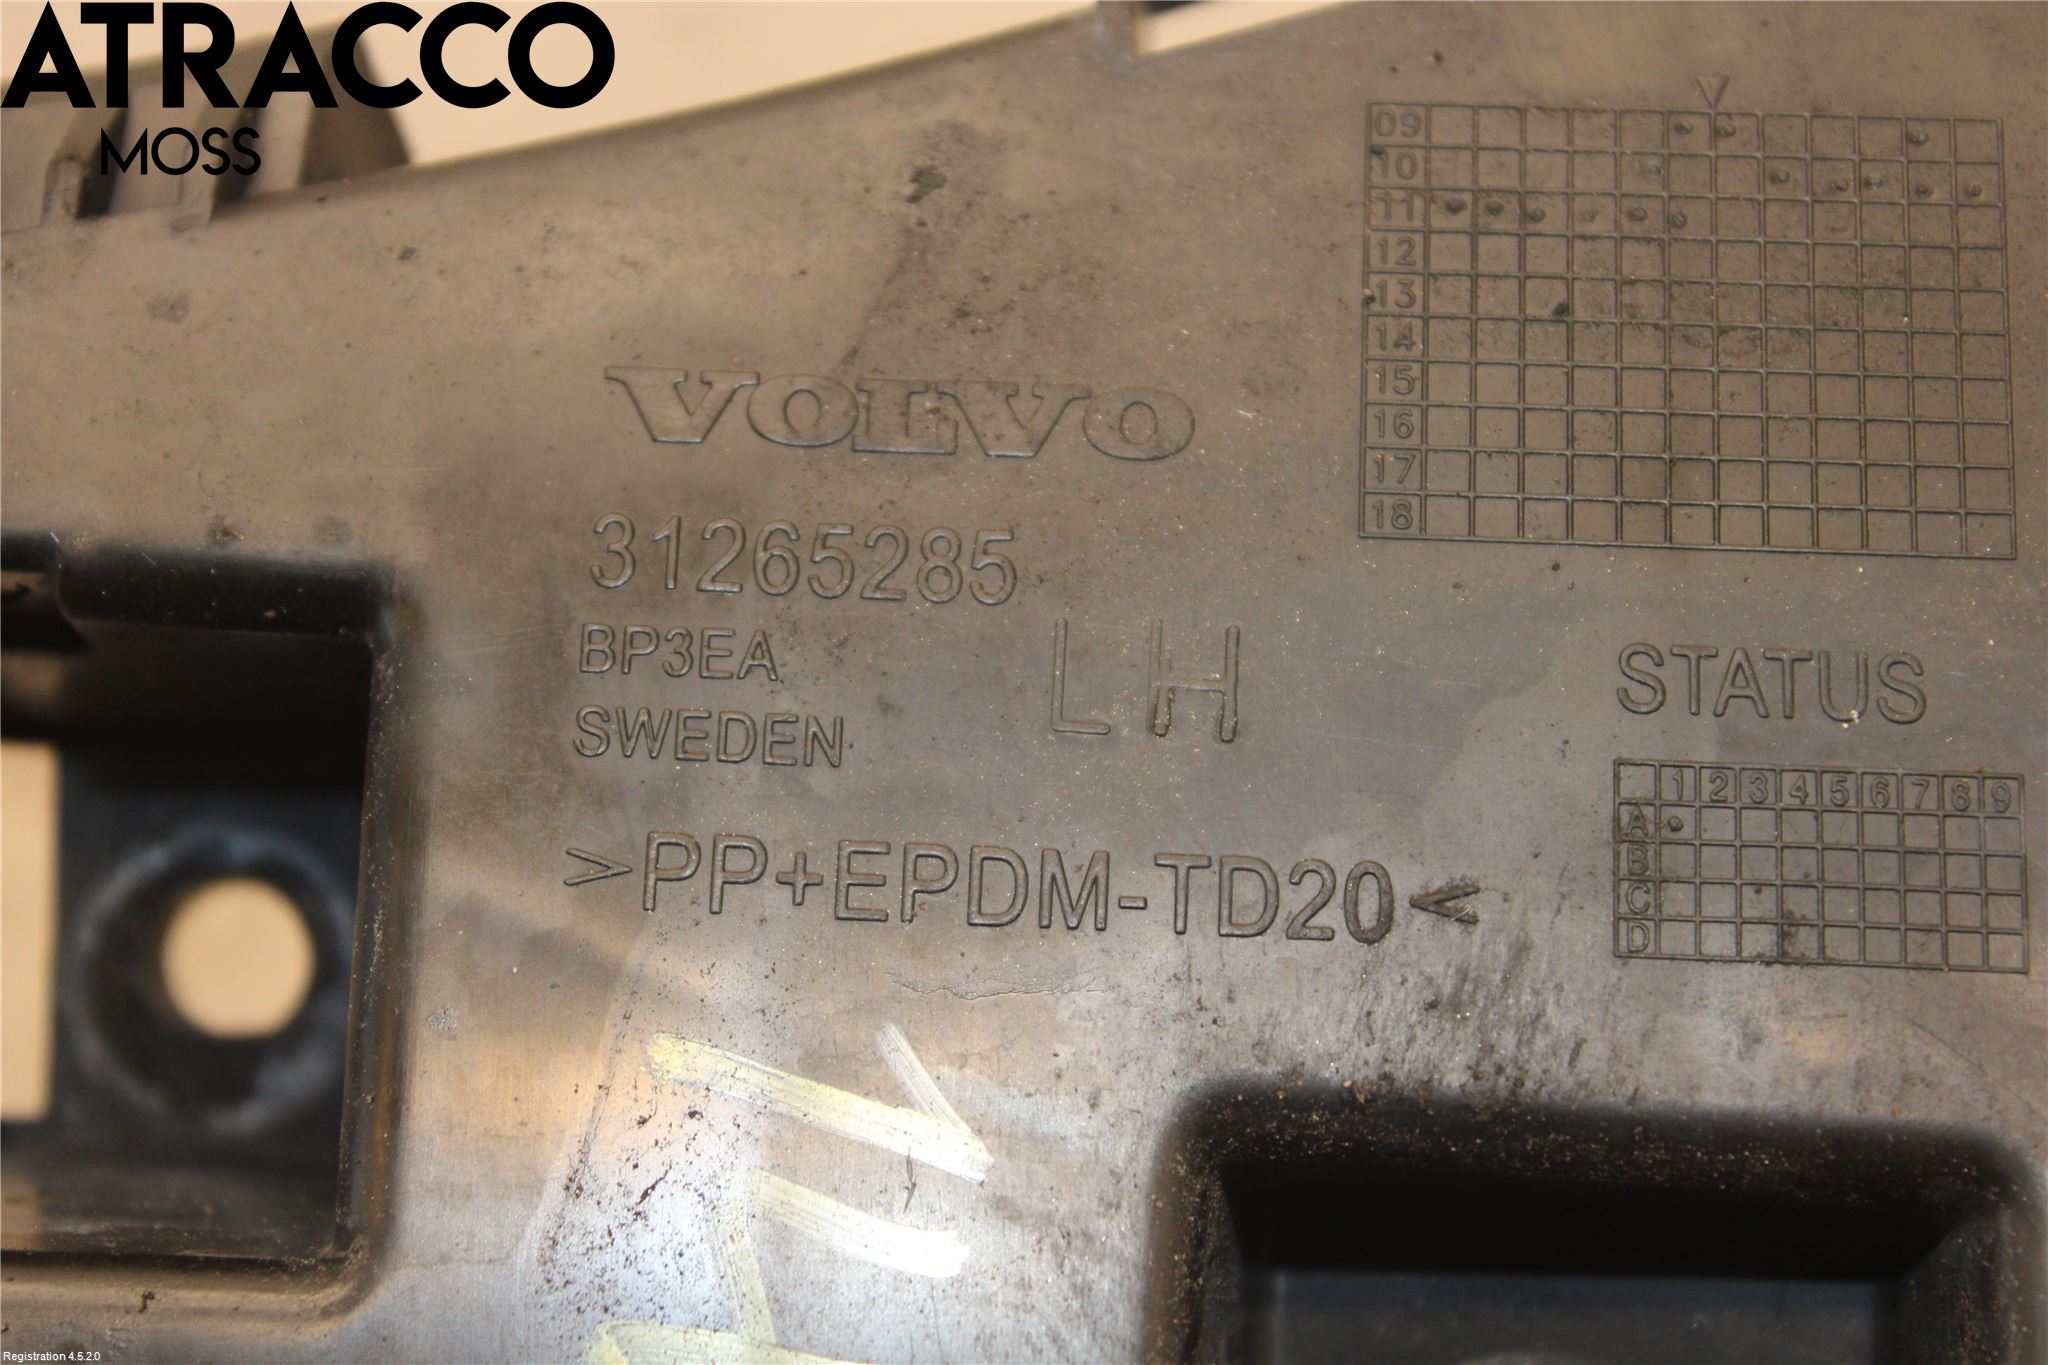 ATRACCO
MOSS
09
10
11
12
13
14
15
16
17
18
VOLVO
31265285
BP3EA
SWEDEN
LH
>PP+EPDM-TD20<
STATUS
1 2 3 4 5 6 7 8 9
A
B
C
D
Registration 4.5.2.0